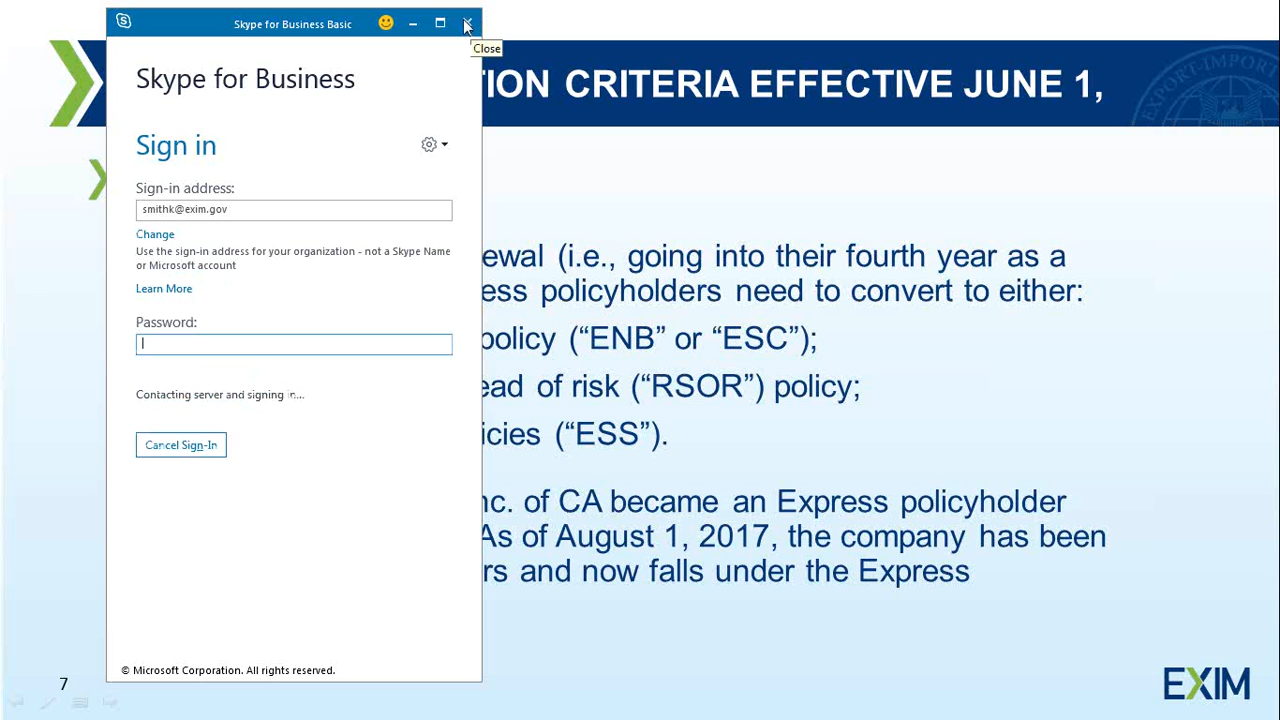 Skype for Business Basic
Close
Skype for Business
TION CRITERIA EFFECTIVE JUNE 1,
EXPORT-IMPORT
Sign in
Sign-in address:
smithk@exim.gov
Change
Use the sign-in address for your organization - not a Skype Name
or Microsoft account
Learn More
Password:
Contacting server and signing in...
Cancel Sign-In
© Microsoft Corporation. All rights reserved.
ewal (i.e., going into their fourth year as a
ess policyholders need to convert to either:
policy (“ENB” or “ESC”);
ead of risk (“RSOR”) policy;
icies (“ESS”).
nc. of CA became an Express policyholder
As of August 1, 2017, the company has been
rs and now falls under the Express
7
EXIM